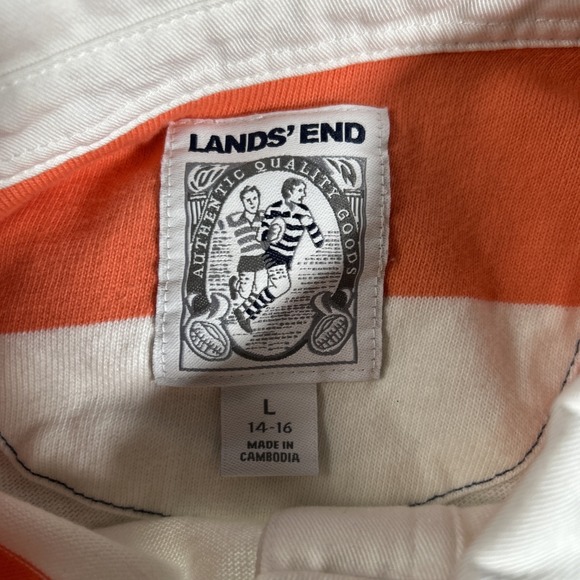 LANDS' END
AUTHENTIC QUALITY GOODS
L
14-16
MADE IN
CAMBODIA